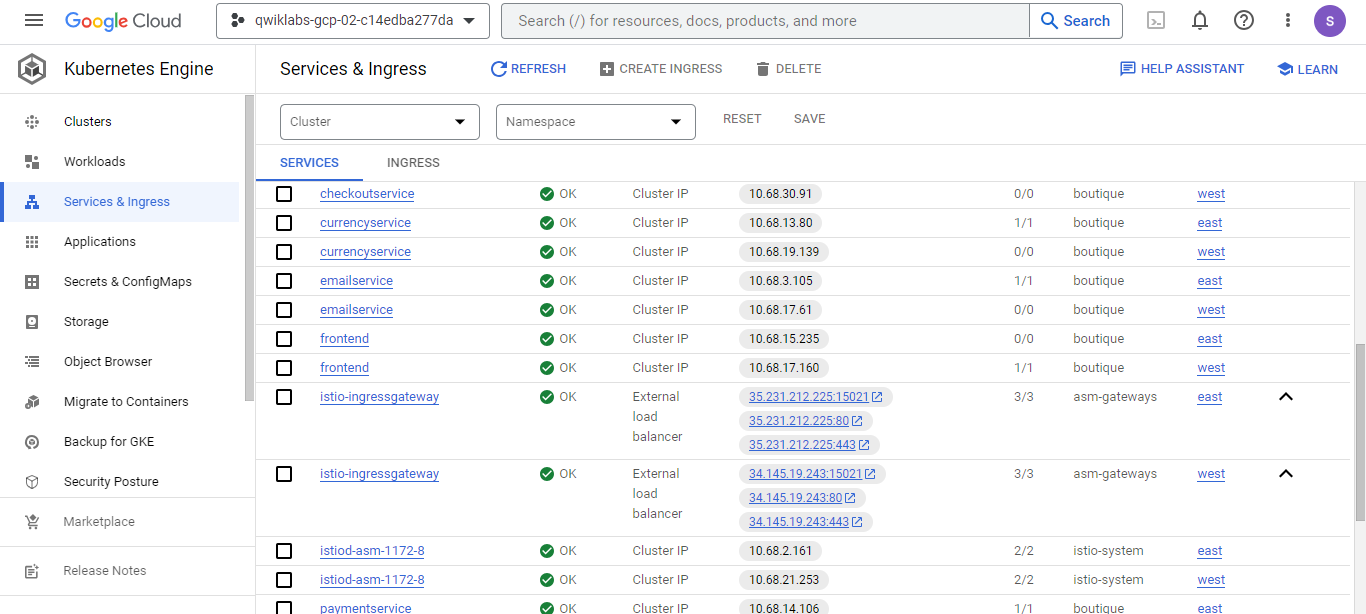 Google Cloud
qwiklabs-gcp-02-c14edba277da
Search (/) for resources, docs, products, and more
Search
S
Kubernetes Engine
Clusters
Workloads
Services & Ingress
Applications
Secrets & ConfigMaps
Storage
Object Browser
Migrate to Containers
Backup for GKE
Security Posture
Marketplace
Release Notes
Services & Ingress
REFRESH
CREATE INGRESS
DELETE
HELP ASSISTANT
LEARN
Cluster
Namespace
RESET
SAVE
SERVICES
INGRESS
checkoutservice OK Cluster IP 10.68.30.91 0/0 boutique west
currencyservice OK Cluster IP 10.68.13.80 1/1 boutique east
currencyservice OK Cluster IP 10.68.19.139 0/0 boutique west
emailservice OK Cluster IP 10.68.3.105 1/1 boutique east
emailservice OK Cluster IP 10.68.17.61 0/0 boutique west
frontend OK Cluster IP 10.68.15.235 0/0 boutique east
frontend OK Cluster IP 10.68.17.160 1/1 boutique west
istio-ingressgateway OK External 35.231.212.225:15021 3/3 asm-gateways east
load 35.231.212.225:80
balancer 35.231.212.225:443
istio-ingressgateway OK External 34.145.19.243:15021 3/3 asm-gateways west
load 34.145.19.243:80
balancer 34.145.19.243:443
istiod-asm-1172-8 OK Cluster IP 10.68.2.161 2/2 istio-system east
istiod-asm-1172-8 OK Cluster IP 10.68.21.253 2/2 istio-system west
paymentservice OK Cluster IP 10.68.14.106 1/1 boutique east